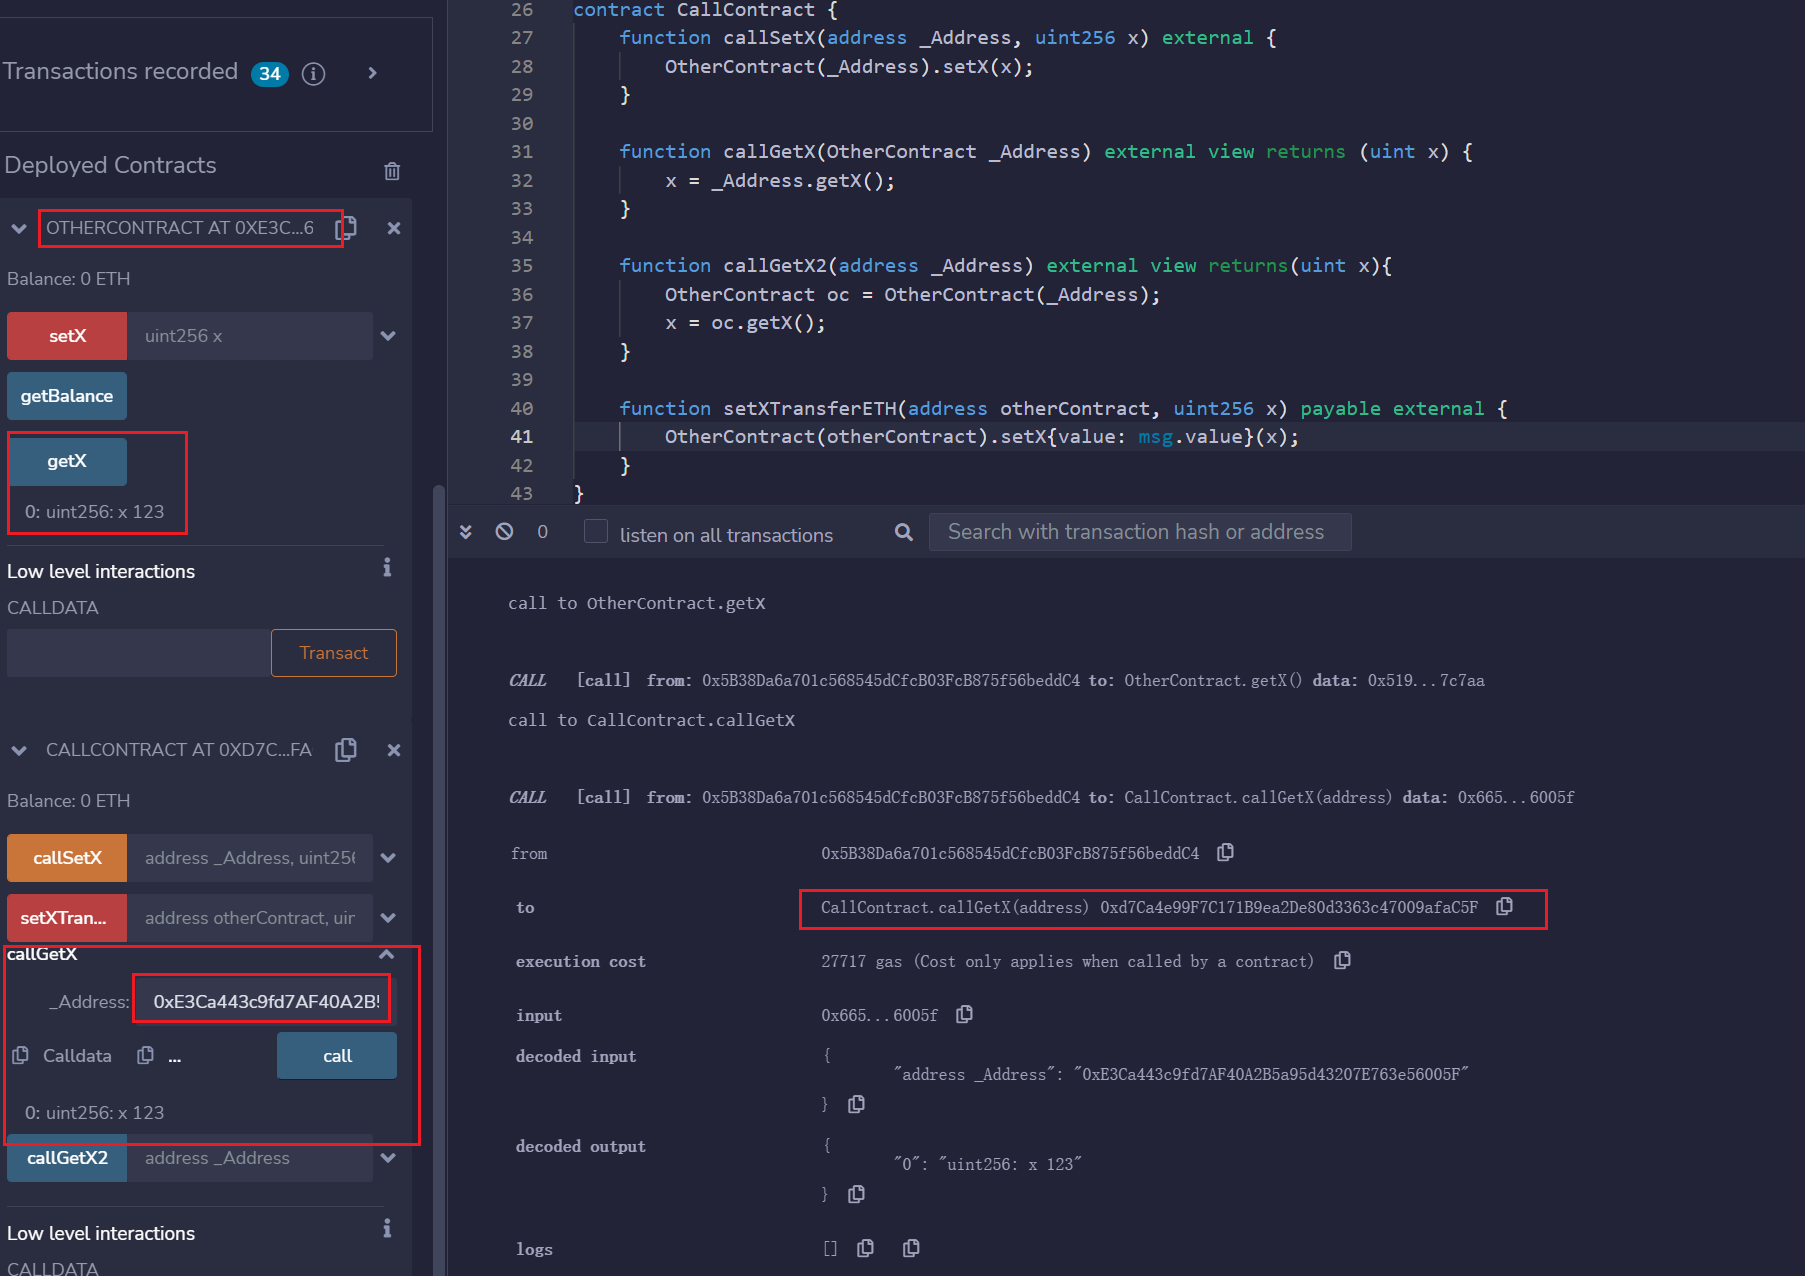 Transactions recorded 34
Deployed Contracts
OTHERCONTRACT AT 0XE3C...6
Balance: 0 ETH
setX uint256 x
getBalance
getX
0: uint256: x 123
Low level interactions
CALLDATA
Transact
CALLCONTRACT AT 0XD7C...FA
Balance: 0 ETH
callSetX address _Address, uint256
setXTran... address otherContract, uin
callGetX
_Address: 0xE3Ca443c9fd7AF40A2B5
Calldata ... call
0: uint256: x 123
callGetX2 address _Address
Low level interactions
CALLDATA
26 contract CallContract {
27 function callSetX(address _Address, uint256 x) external {
28 OtherContract(_Address).setX(x);
29 }
30
31 function callGetX(OtherContract _Address) external view returns (uint x) {
32 x = _Address.getX();
33 }
34
35 function callGetX2(address _Address) external view returns(uint x){
36 OtherContract oc = OtherContract(_Address);
37 x = oc.getX();
38 }
39
40 function setXTransferETH(address otherContract, uint256 x) payable external {
41 OtherContract(otherContract).setX{value: msg.value}(x);
42 }
43 }
0 listen on all transactions Search with transaction hash or address
call to OtherContract.getX
CALL [call] from: 0x5B38Da6a701c568545dCfcB03FcB875f56beddC4 to: OtherContract.getX() data: 0x519...7c7aa
call to CallContract.callGetX
CALL [call] from: 0x5B38Da6a701c568545dCfcB03FcB875f56beddC4 to: CallContract.callGetX(address) data: 0x665...6005f
from 0x5B38Da6a701c568545dCfcB03FcB875f56beddC4
to CallContract.callGetX(address) 0xd7Ca4e99F7C171B9ea2De80d3363c47009afaC5F
execution cost 27717 gas (Cost only applies when called by a contract)
input 0x665...6005f
decoded input {
"address _Address": "0xE3Ca443c9fd7AF40A2B5a95d43207E763e56005F"
}
decoded output {
"0": "uint256: x 123"
}
logs []